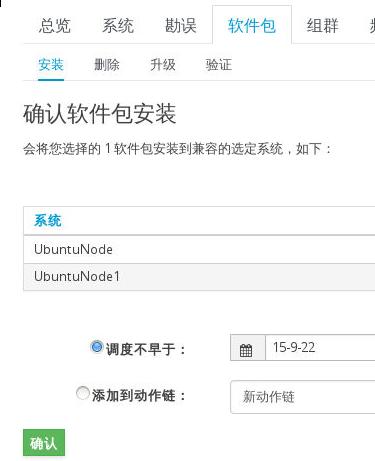 总览 系统 勘误 软件包 组群
安装 删除 升级 验证
确认软件包安装
会将您选择的 1 软件包安装到兼容的选定系统，如下：
系统
UbuntuNode
UbuntuNode1
调度不早于： 15-9-22
添加到动作链： 新动作链
确认